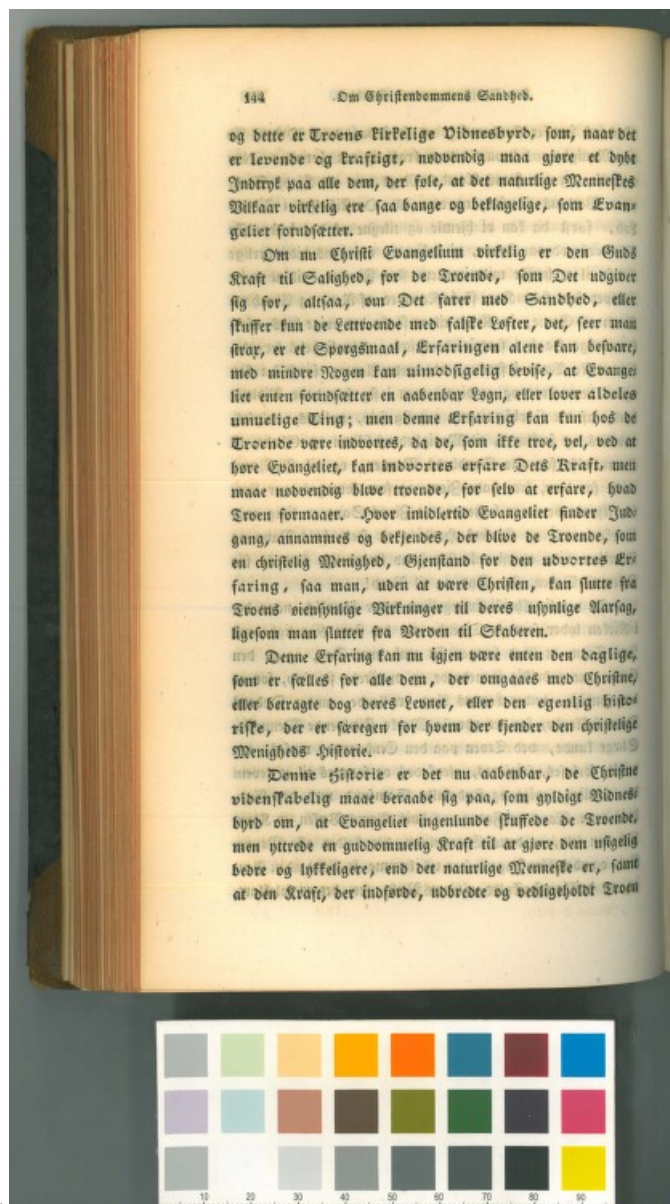 144 Om Christendommens Sandhed.
og dette er Troens kirkelige Vidnesbyrd, som, naar det
er levende og kraftigt, nødvendig maa gjøre et dybt
Indtryk paa alle dem, der føle, at det naturlige Menneskes
Vilkaar virkelig ere saa bange og beklagelige, som Evan-
geliet forudsætter.
Om nu Christi Evangelium virkelig er den Guds
Kraft til Salighed, for de Troende, som Det udgiver
sig for, altsaa, om Det farer med Sandhed, eller
skuffer kun de Lettroende med falske Løfter, det, seer man
strax, er et Spørgsmaal, Erfaringen alene kan besvare,
med mindre Nogen kan uimodsigelig bevise, at Evange-
liet enten forudsætter en aabenbar Løgn, eller lover aldeles
umuelige Ting; men denne Erfaring kan kun hos de
Troende være indvortes, da de, som ikke troe, vel, ved at
høre Evangeliet, kan indvortes erfare Dets Kraft, men
maae nødvendig blive troende, for selv at erfare, hvad
Troen formaaer. Hvor imidlertid Evangeliet finder Ind-
gang, annammes og bekjendes, der blive de Troende, som
en christelig Menighed, Gjenstand for den udvortes Er-
faring, saa man, uden at være Christen, kan slutte fra
Troens øiensynlige Virkninger til deres usynlige Aarsag,
ligesom man slutter fra Verden til Skaberen.
Denne Erfaring kan nu igjen være enten den daglige,
som er fælles for alle dem, der omgaaes med Christne,
eller betragte dog deres Levnet, eller den egenlig histo-
riske, der er særegen for hvem der kjender den christelige
Menigheds Historie.
Denne Historie er det nu aabenbar, de Christne
videnskabelig maae beraabe sig paa, som gyldigt Vidnes-
byrd om, at Evangeliet ingenlunde skuffede de Troende,
men yttrede en guddommelig Kraft til at gjøre dem usigelig
bedre og lykkeligere, end det naturlige Menneske er, samt
at den Kraft, der indførde, udbredte og vedligeholdt Troen
10 20 30 40 50 60 70 80 90